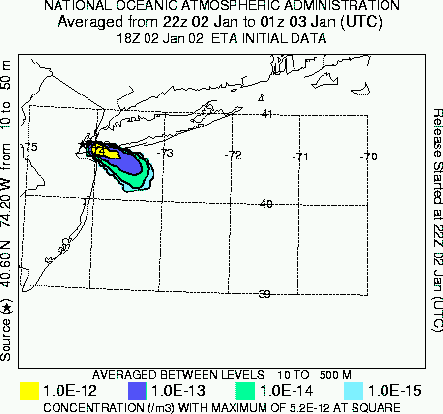 NATIONAL OCEANIC ATMOSPHERIC ADMINISTRATION
Averaged from 22z 02 Jan to 01z 03 Jan (UTC)
18Z 02 Jan 02 ETA INITIAL DATA
Source (★) 40.60 N 74.20 W from 10 to 50 m
Release Started at 22Z 02 Jan (UTC)
41
-75
-73
-72
-71
-70
40
39
AVERAGED BETWEEN LEVELS 10 TO 500 M
1.0E-12 1.0E-13 1.0E-14 1.0E-15
CONCENTRATION (/m3) WITH MAXIMUM OF 5.2E-12 AT SQUARE